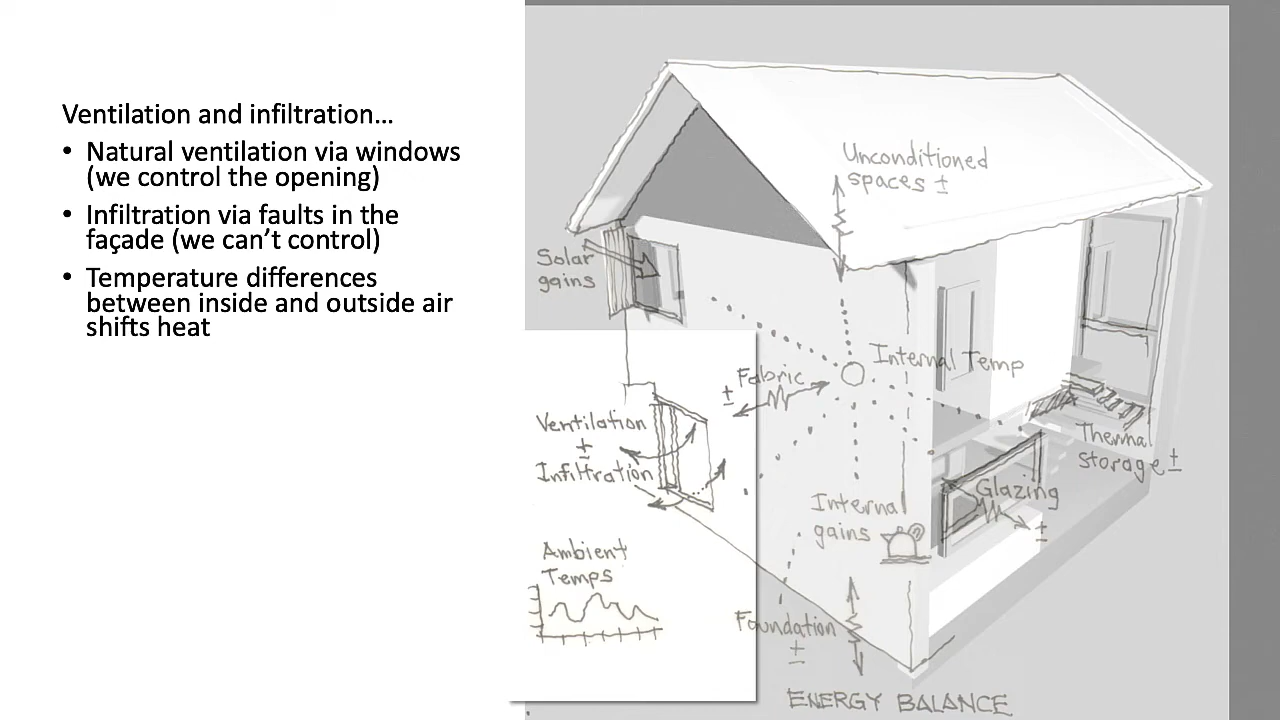 Ventilation and infiltration…
• Natural ventilation via windows
(we control the opening)
• Infiltration via faults in the
façade (we can’t control)
• Temperature differences
between inside and outside air
shifts heat
Unconditioned
spaces ±
Solar
gains
Internal Temp
Fabric
±
Ventilation
±
Infiltration
Thermal
storage ±
Glazing
±
Internal
gains
Ambient
Temps
Foundation
±
ENERGY BALANCE